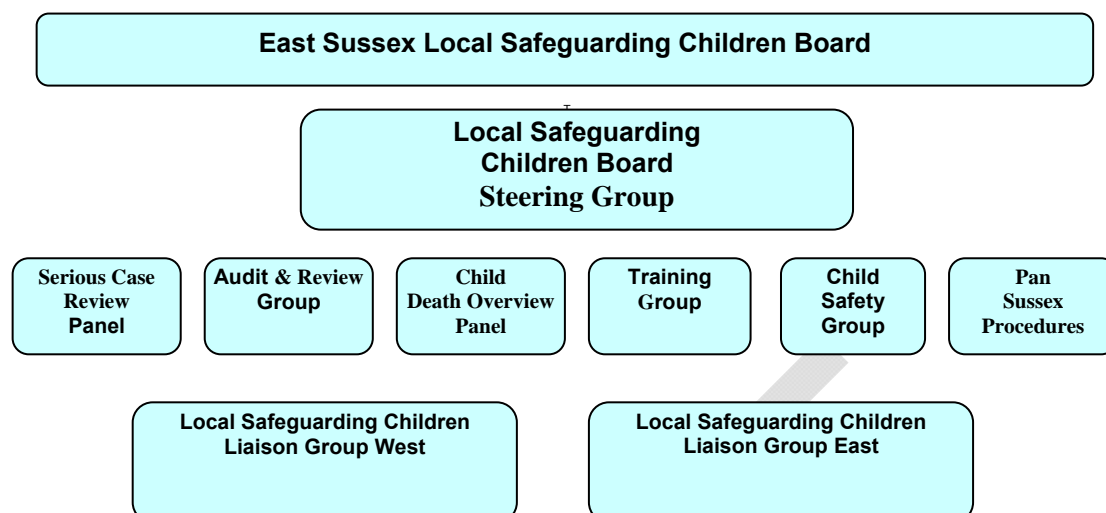 East Sussex Local Safeguarding Children Board
Local Safeguarding
Children Board
Steering Group
Serious Case
Review
Panel
Audit & Review
Group
Child
Death Overview
Panel
Training
Group
Child
Safety
Group
Pan
Sussex
Procedures
Local Safeguarding Children
Liaison Group West
Local Safeguarding Children
Liaison Group East